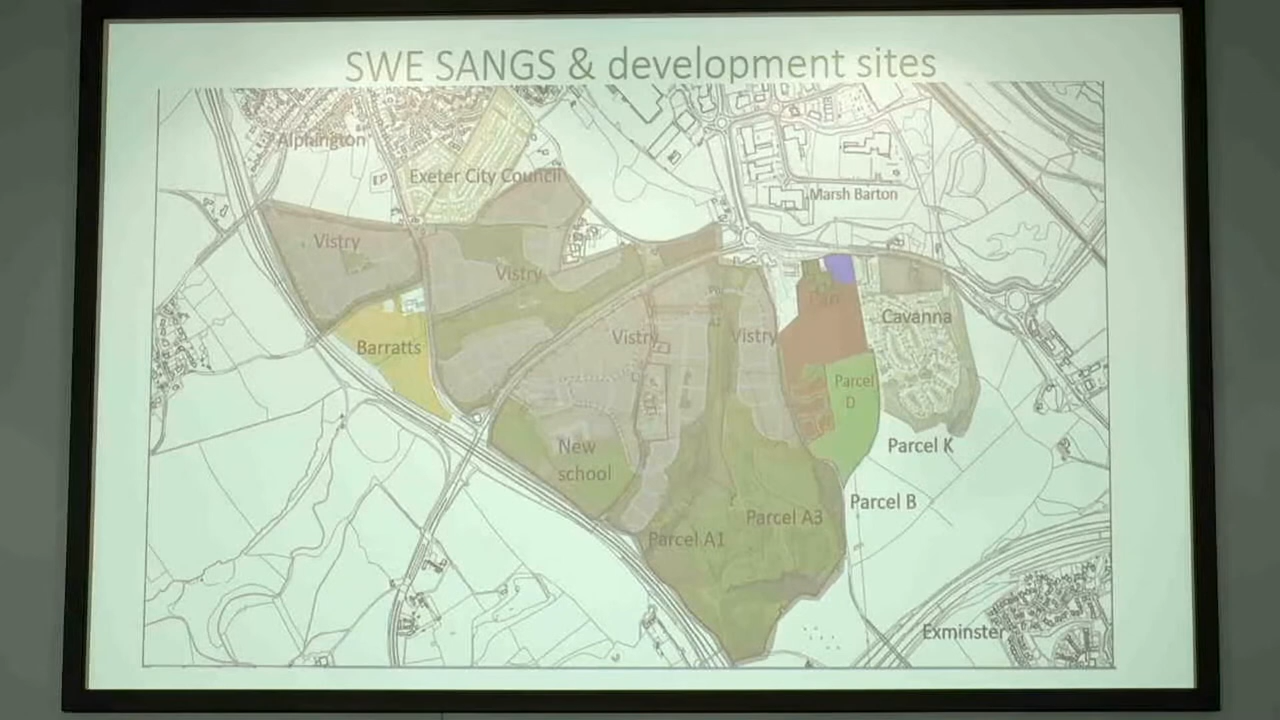 SWE SANGS & development sites
Alphington
Exeter City Council
Marsh Barton
Vistry
Vistry
Cavanna
Vistry
Vistry
Barratts
Parcel
D
New
school
Parcel K
Parcel B
Parcel A3
Parcel A1
Exminster